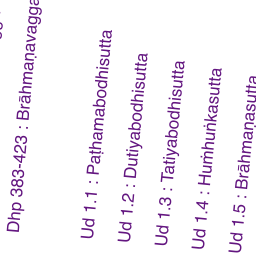 Dhp 383-423 : Brāhmaṇavagga
Ud 1.1 : Paṭhamabodhisutta
Ud 1.2 : Dutiyabodhisutta
Ud 1.3 : Tatiyabodhisutta
Ud 1.4 : Huṁhuṅkasutta
Ud 1.5 : Brāhmaṇasutta